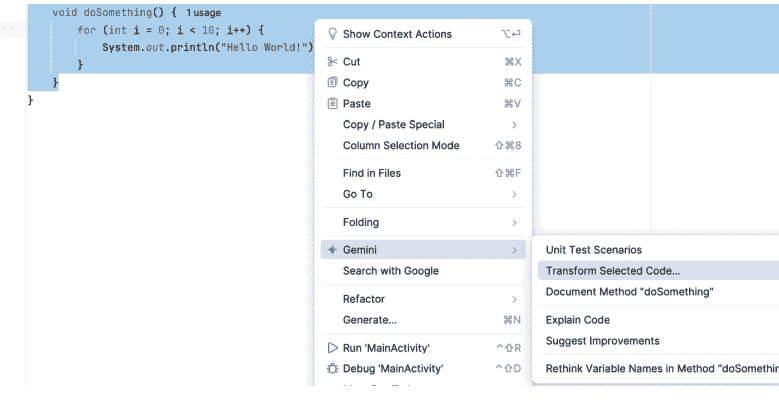 void doSomething() { 1 usage
for (int i = 0; i < 10; i++) {
System.out.println("Hello World!")
}
}
}
Show Context Actions ⌥⏎
Cut ⌘X
Copy ⌘C
Paste ⌘V
Copy / Paste Special
Column Selection Mode ⇧⌘8
Find in Files ⇧⌘F
Go To
Folding
Gemini
Search with Google
Refactor
Generate... ⌘N
Run 'MainActivity' ^⇧R
Debug 'MainActivity' ^⇧D
Unit Test Scenarios
Transform Selected Code...
Document Method "doSomething"
Explain Code
Suggest Improvements
Rethink Variable Names in Method "doSomethin